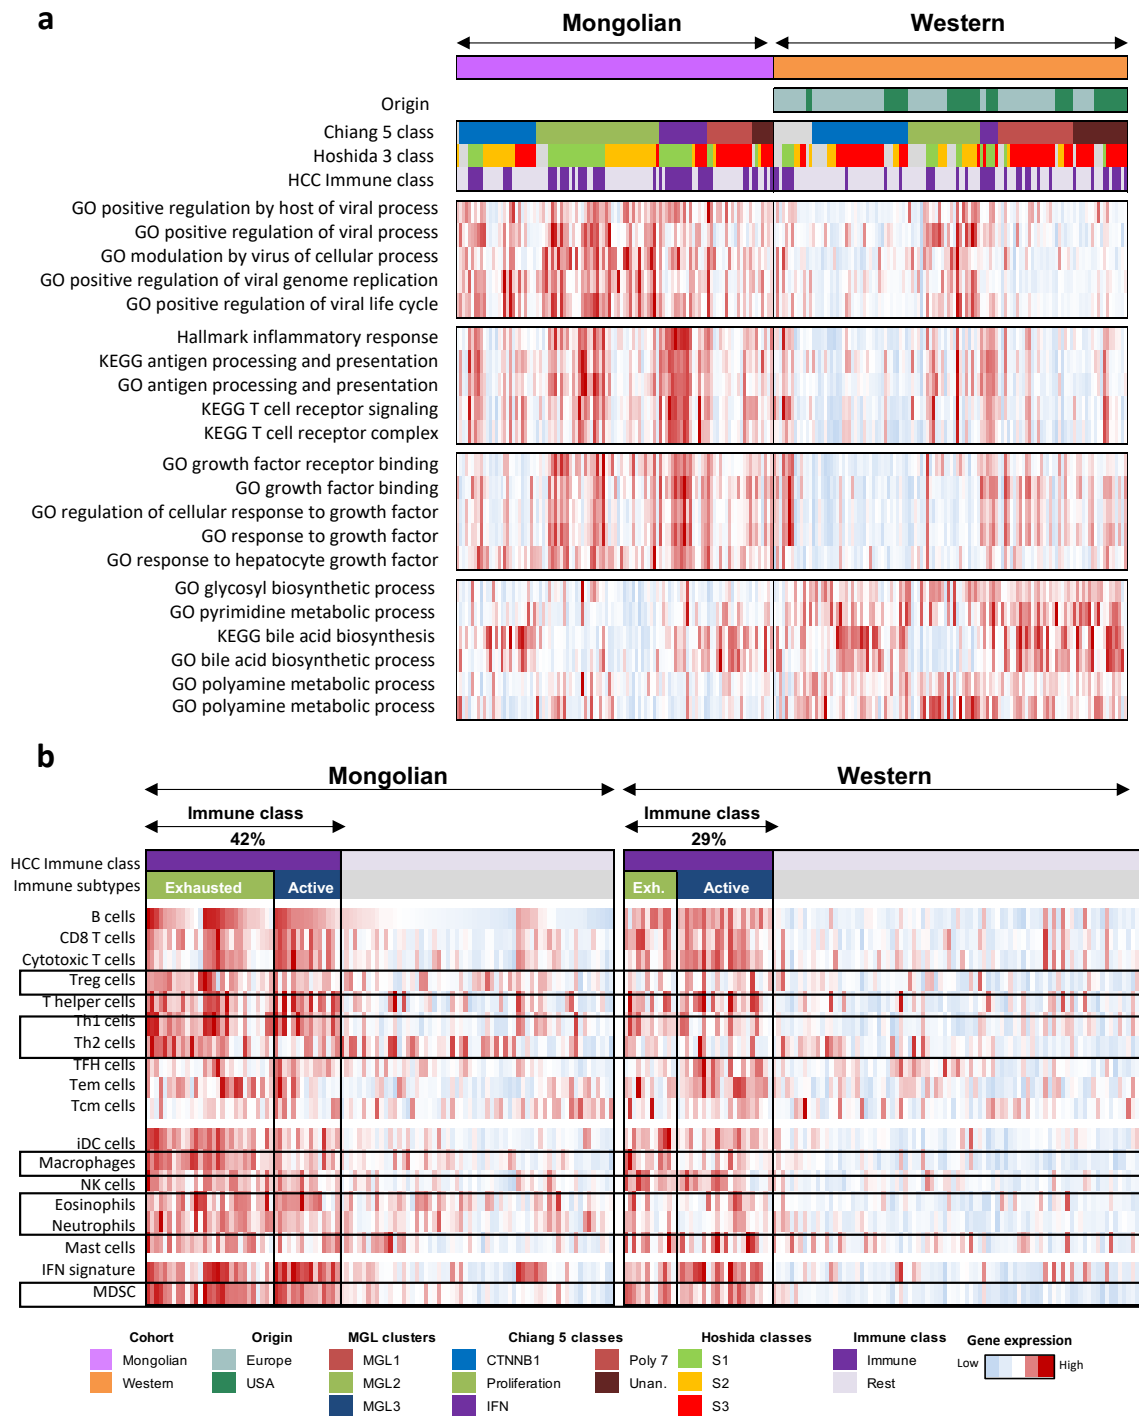 a
Mongolian Western
Origin
Chiang 5 class
Hoshida 3 class
HCC Immune class
GO positive regulation by host of viral process
GO positive regulation of viral process
GO modulation by virus of cellular process
GO positive regulation of viral genome replication
GO positive regulation of viral life cycle
Hallmark inflammatory response
KEGG antigen processing and presentation
GO antigen processing and presentation
KEGG T cell receptor signaling
KEGG T cell receptor complex
GO growth factor receptor binding
GO growth factor binding
GO regulation of cellular response to growth factor
GO response to growth factor
GO response to hepatocyte growth factor
GO glycosyl biosynthetic process
GO pyrimidine metabolic process
KEGG bile acid biosynthesis
GO bile acid biosynthetic process
GO polyamine metabolic process
GO polyamine metabolic process
b
Mongolian Western
Immune class Immune class
42% 29%
HCC Immune class
Immune subtypes Exhausted Active Exh. Active
B cells
CD8 T cells
Cytotoxic T cells
Treg cells
T helper cells
Th1 cells
Th2 cells
TFH cells
Tem cells
Tcm cells
iDC cells
Macrophages
NK cells
Eosinophils
Neutrophils
Mast cells
IFN signature
MDSC
Cohort Origin MGL clusters Chiang 5 classes Hoshida classes Immune class Gene expression
Mongolian Europe MGL1 CTNNB1 Poly 7 S1 Immune Low High
Western USA MGL2 Proliferation Unan. S2 Rest
MGL3 IFN S3